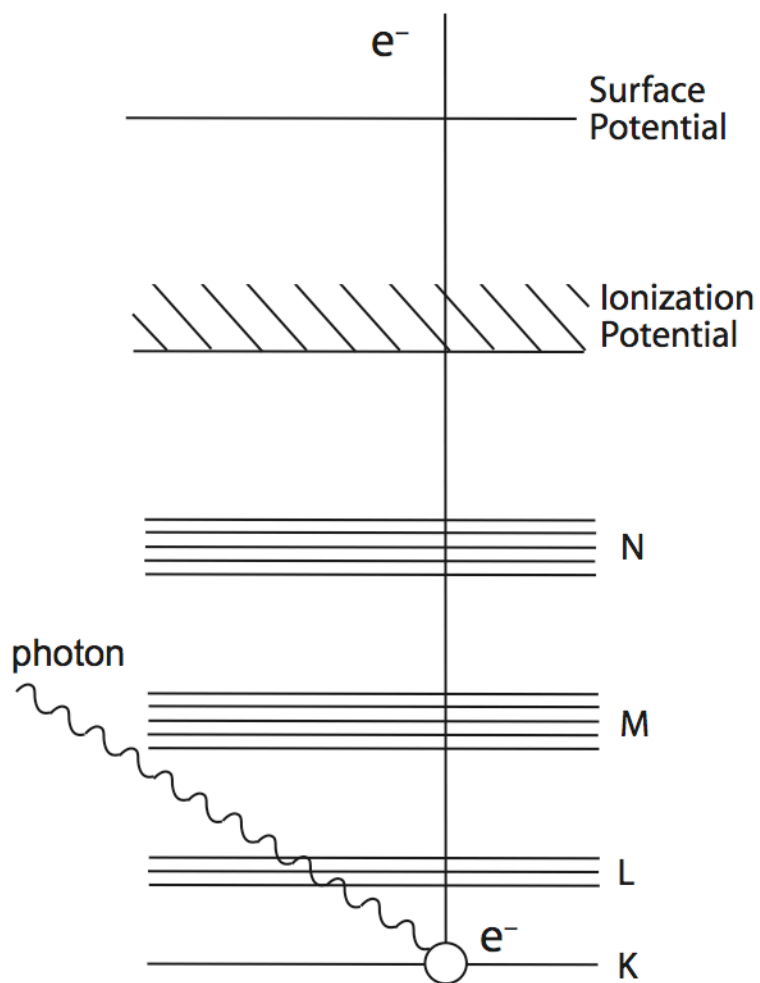 e⁻
Surface
Potential
Ionization
Potential
N
photon
M
L
e⁻
K